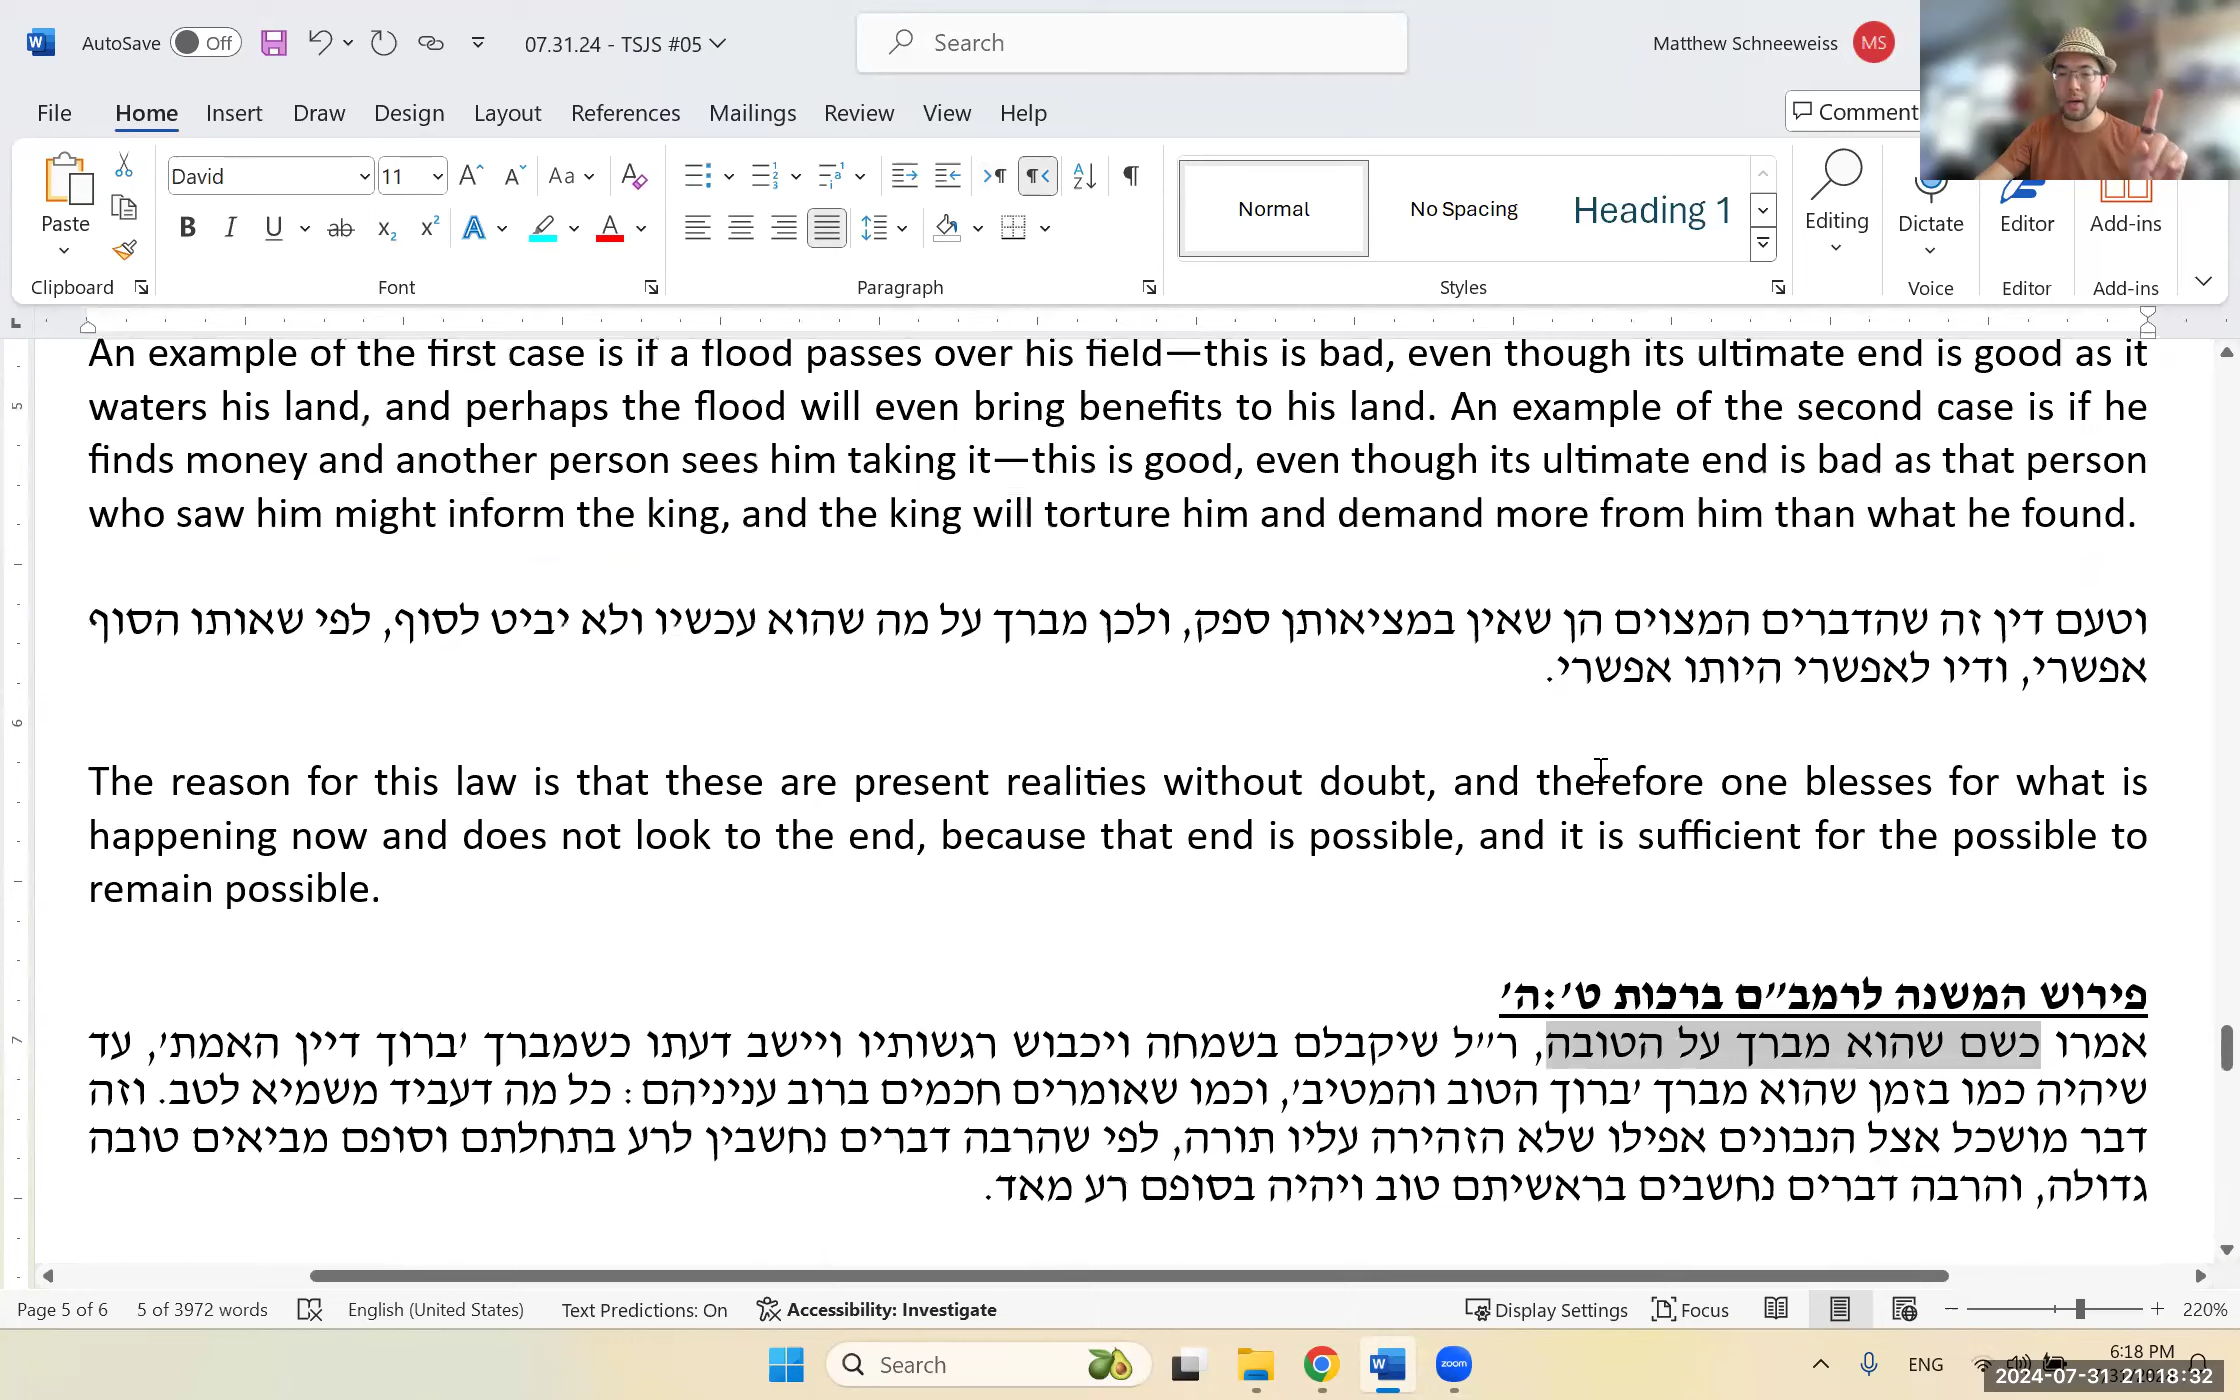 AutoSave Off 07.31.24 - TSJS #05 Search Matthew Schneeweiss MS
File Home Insert Draw Design Layout References Mailings Review View Help Comment
Paste David 11 Aa Normal No Spacing Heading 1 Editing Dictate Editor Add-ins
Clipboard Font Paragraph Styles Voice Editor Add-ins
An example of the first case is if a flood passes over his field—this is bad, even though its ultimate end is good as it
waters his land, and perhaps the flood will even bring benefits to his land. An example of the second case is if he
finds money and another person sees him taking it—this is good, even though its ultimate end is bad as that person
who saw him might inform the king, and the king will torture him and demand more from him than what he found.
וטעם דין זה שהדברים המצוים הן שאין במציאותן ספק, ולכן מברך על מה שהוא עכשיו ולא יביט לסוף, לפי שאותו הסוף
אפשרי, ודיו לאפשרי היותו אפשרי.
The reason for this law is that these are present realities without doubt, and therefore one blesses for what is
happening now and does not look to the end, because that end is possible, and it is sufficient for the possible to
remain possible.
פירוש המשנה לרמב״ם ברכות ט׳:ה׳
אמרו כשם שהוא מברך על הטובה, ר״ל שיקבלם בשמחה ויכבוש רגשותיו ויישב דעתו כשמברך ׳ברוך דיין האמת׳, עד
שיהיה כמו בזמן שהוא מברך ׳ברוך הטוב והמטיב׳, וכמו שאומרים חכמים ברוב עניניהם: כל מה דעביד משמיא לטב. וזה
דבר מושכל אצל הנבונים אפילו שלא הזהירה עליו תורה, לפי שהרבה דברים נחשבין לרע בתחלתם וסופם מביאים טובה
גדולה, והרבה דברים נחשבים בראשיתם טוב ויהיה בסופם רע מאד.
Page 5 of 6 5 of 3972 words English (United States) Text Predictions: On Accessibility: Investigate Display Settings Focus 220%
Search zoom ENG 6:18 PM
2024-07-31 21:18:32